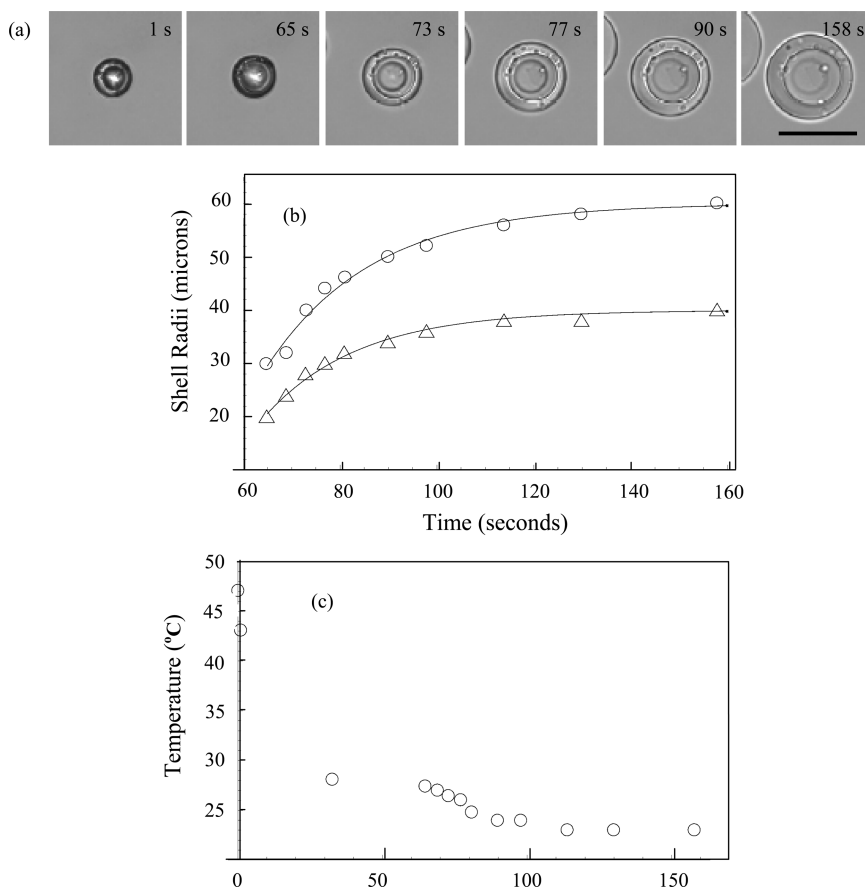 (a) 1 s 65 s 73 s 77 s 90 s 158 s
60
(b)
50
40
30
20
Shell Radii (microns)
60 80 100 120 140 160
Time (seconds)
50
(c)
45
40
35
30
25
Temperature (ºC)
0 50 100 150